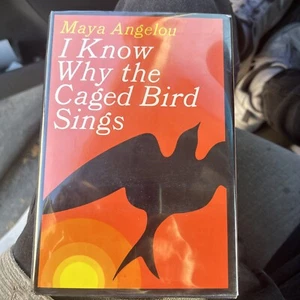 Maya Angelou
I Know
Why the
Caged Bird
Sings